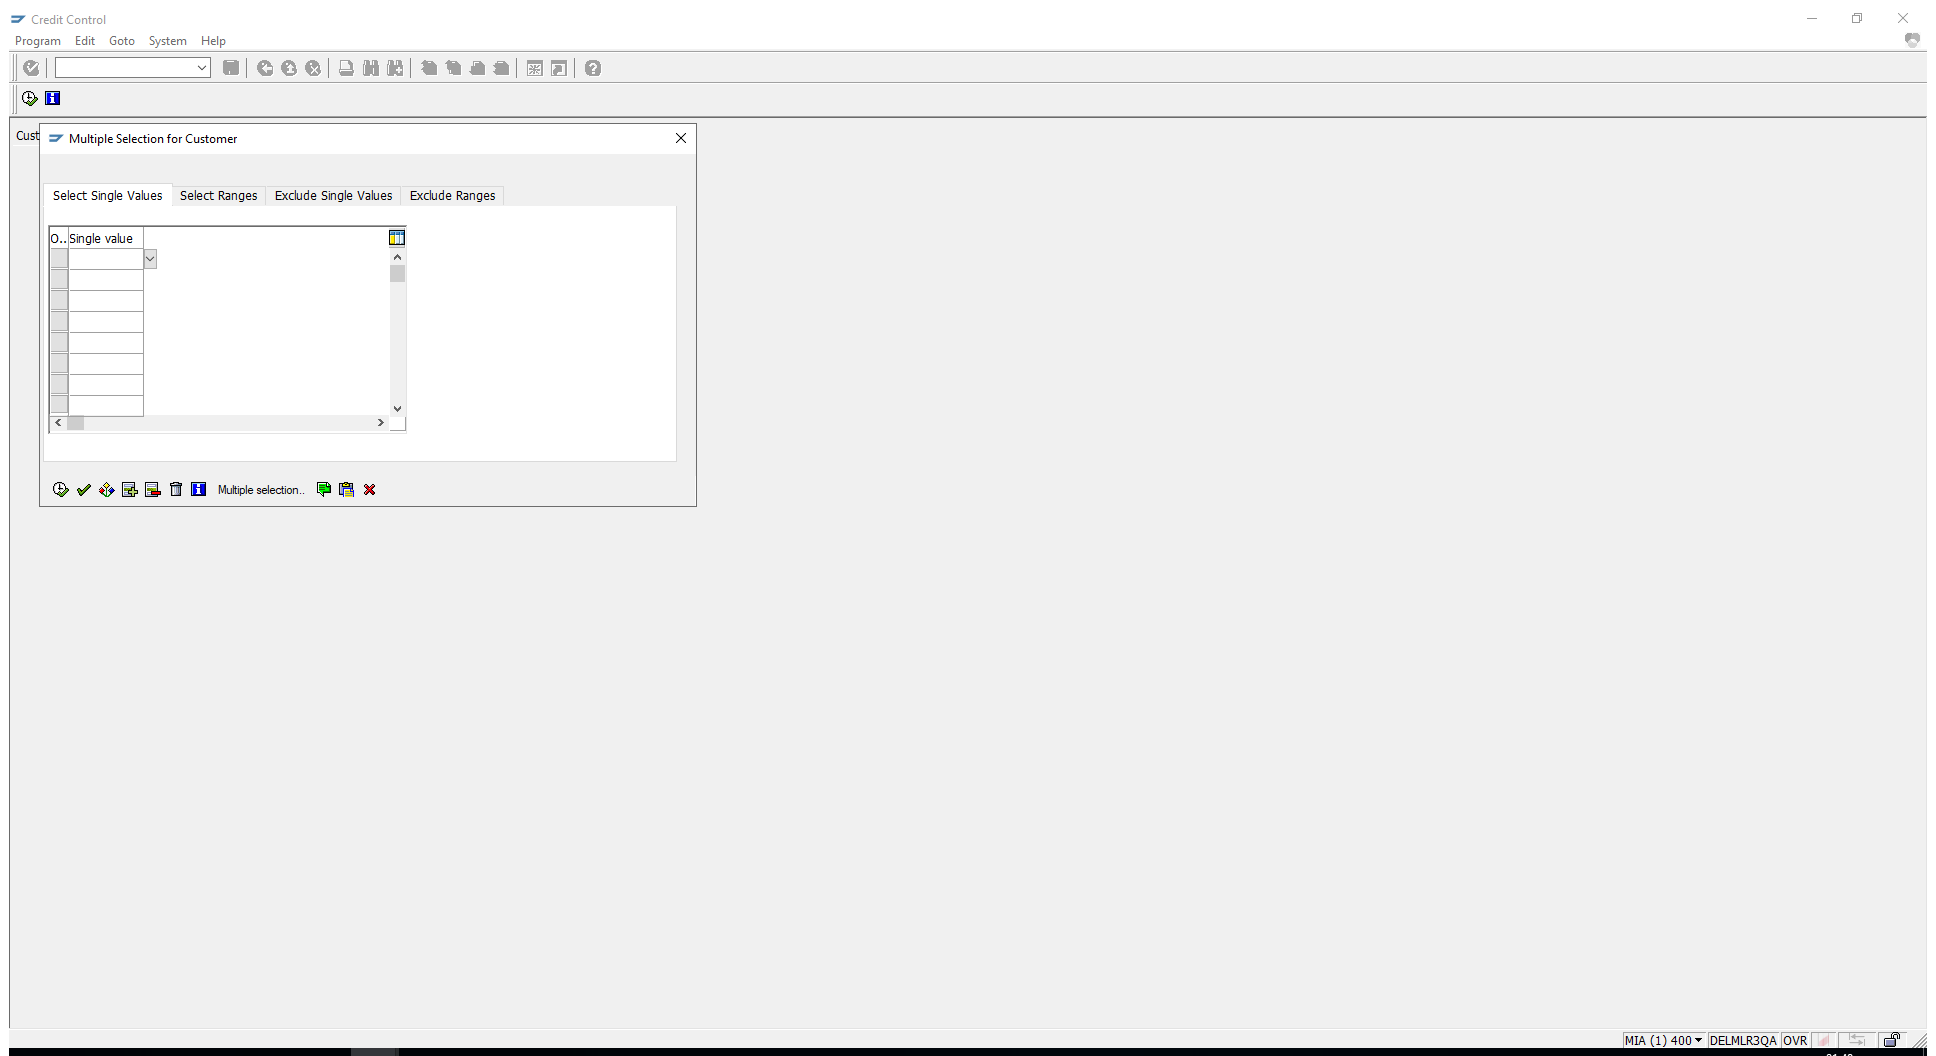 Credit Control
Program Edit Goto System Help
Cust
Multiple Selection for Customer
Select Single Values Select Ranges Exclude Single Values Exclude Ranges
O.. Single value
Multiple selection..
MIA (1) 400 DELMLR3QA OVR